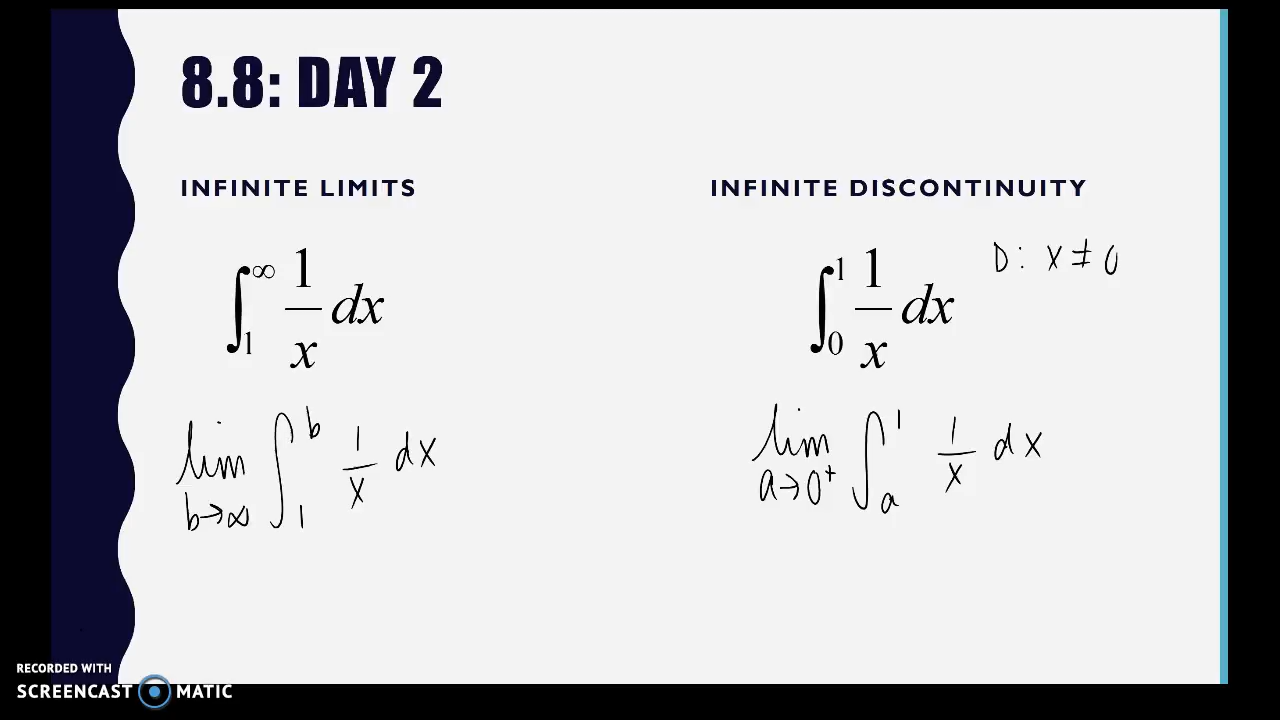 8.8: DAY 2
INFINITE LIMITS
∫₁^∞ 1/x dx
lim b→∞ ∫₁^b 1/x dx
INFINITE DISCONTINUITY
∫₀¹ 1/x dx D: x ≠ 0
lim a→0⁺ ∫ₐ¹ 1/x dx
RECORDED WITH
SCREENCAST MATIC